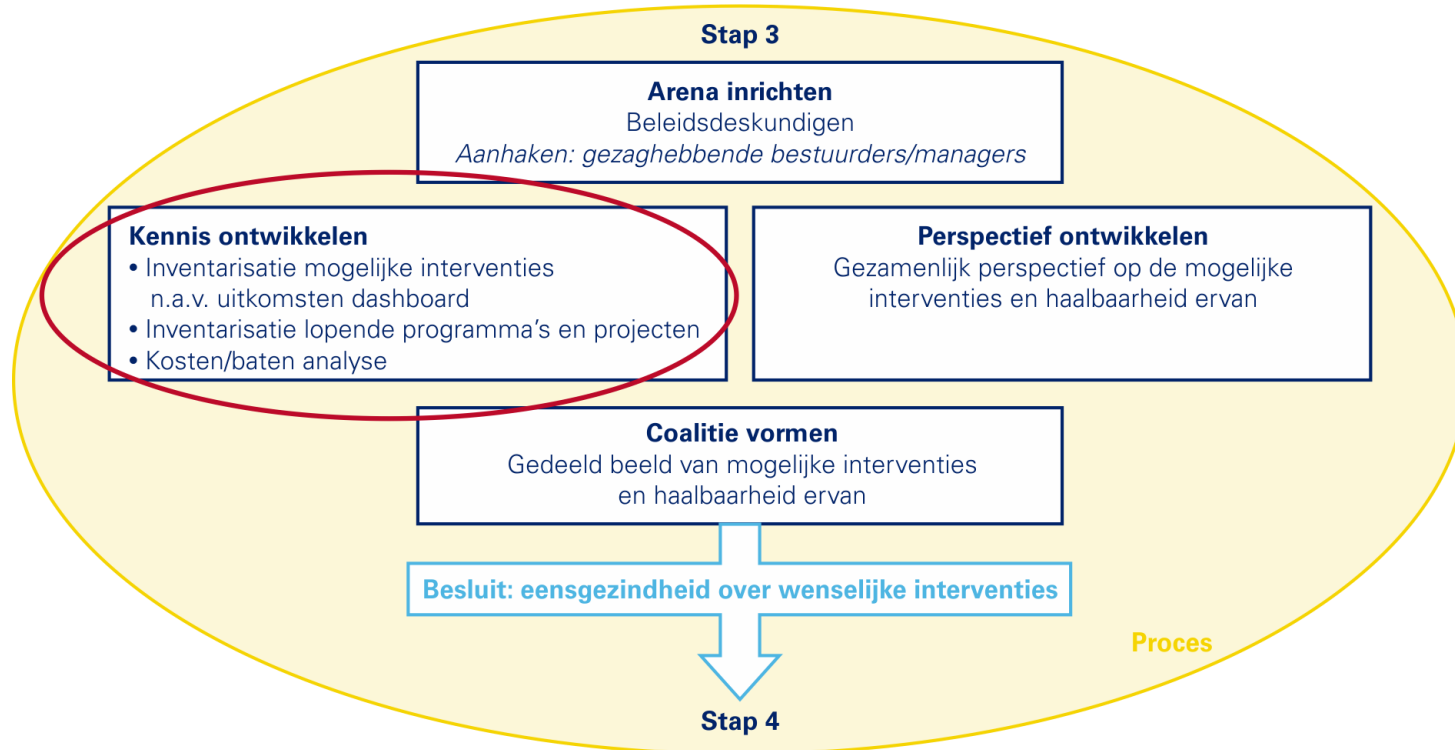 Stap 3
Arena inrichten
Beleidsdeskundigen
Aanhaken: gezaghebbende bestuurders/managers
Kennis ontwikkelen
• Inventarisatie mogelijke interventies
n.a.v. uitkomsten dashboard
• Inventarisatie lopende programma's en projecten
• Kosten/baten analyse
Perspectief ontwikkelen
Gezamenlijk perspectief op de mogelijke
interventies en haalbaarheid ervan
Coalitie vormen
Gedeeld beeld van mogelijke interventies
en haalbaarheid ervan
Besluit: eensgezindheid over wenselijke interventies
Proces
Stap 4